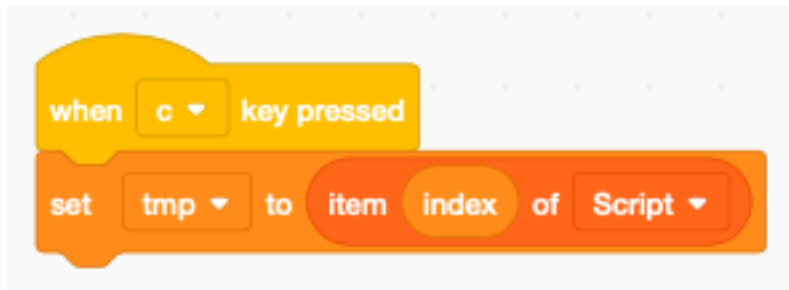 when c key pressed
set tmp to item index of Script